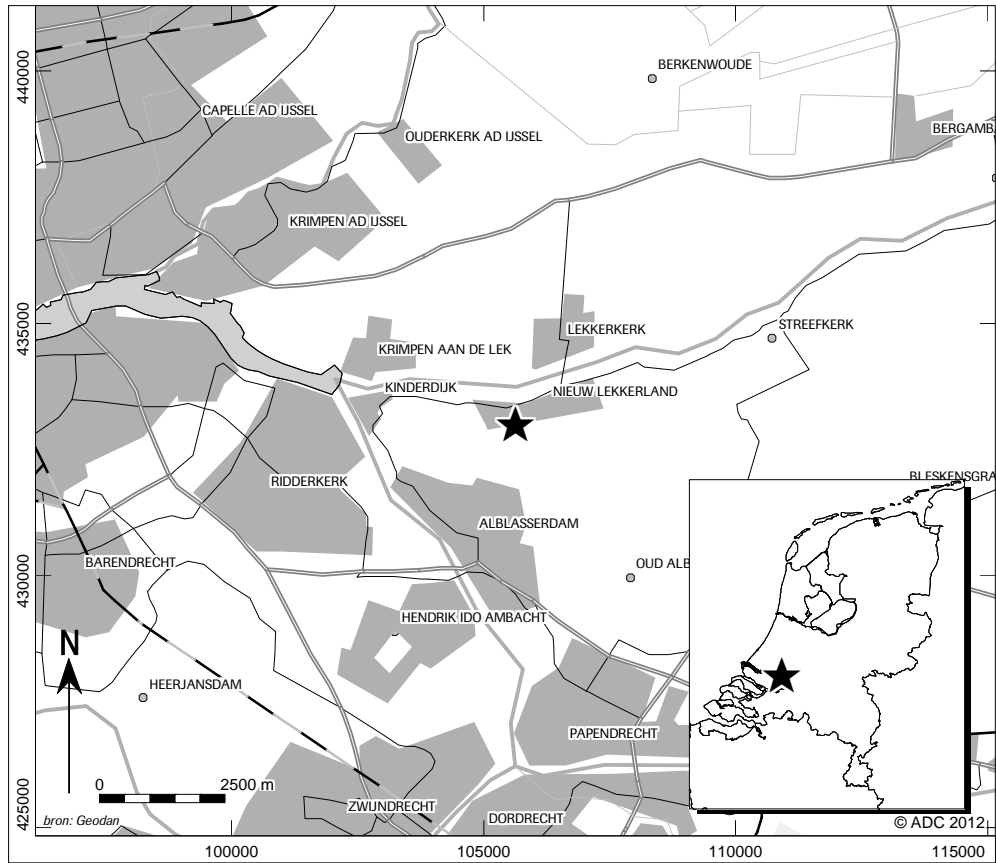 440000
435000
430000
425000
BERKENWOUDE
CAPELLE AD IJSSEL
OUDERKERK AD IJSSEL
BERGAMB
KRIMPEN AD IJSSEL
LEKKERKERK
STREEFKERK
KRIMPEN AAN DE LEK
KINDERDIJK
NIEUW LEKKERLAND
RIDDERKERK
BLESKENSGRA
ALBLASSERDAM
BARENDRECHT
OUD ALB
HENDRIK IDO AMBACHT
N
HEERJANSDAM
PAPENDRECHT
0 2500 m
ZWIJNDRECHT
DORDRECHT
bron: Geodan
© ADC 2012
100000 105000 110000 115000